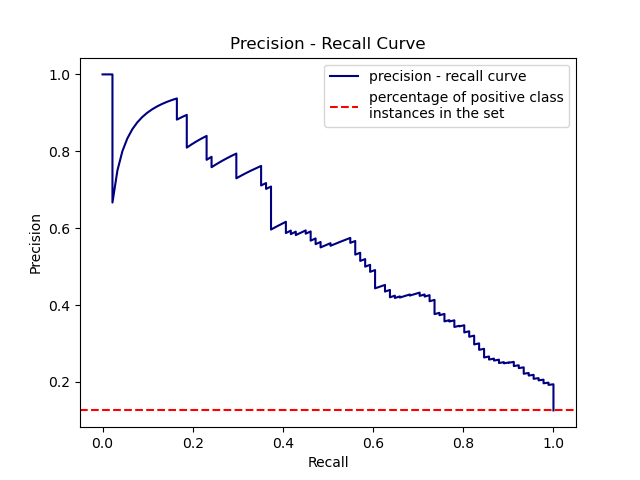 Precision - Recall Curve
precision - recall curve
percentage of positive class
instances in the set
Precision
1.0
0.8
0.6
0.4
0.2
0.0
0.2
0.4
0.6
0.8
1.0
Recall